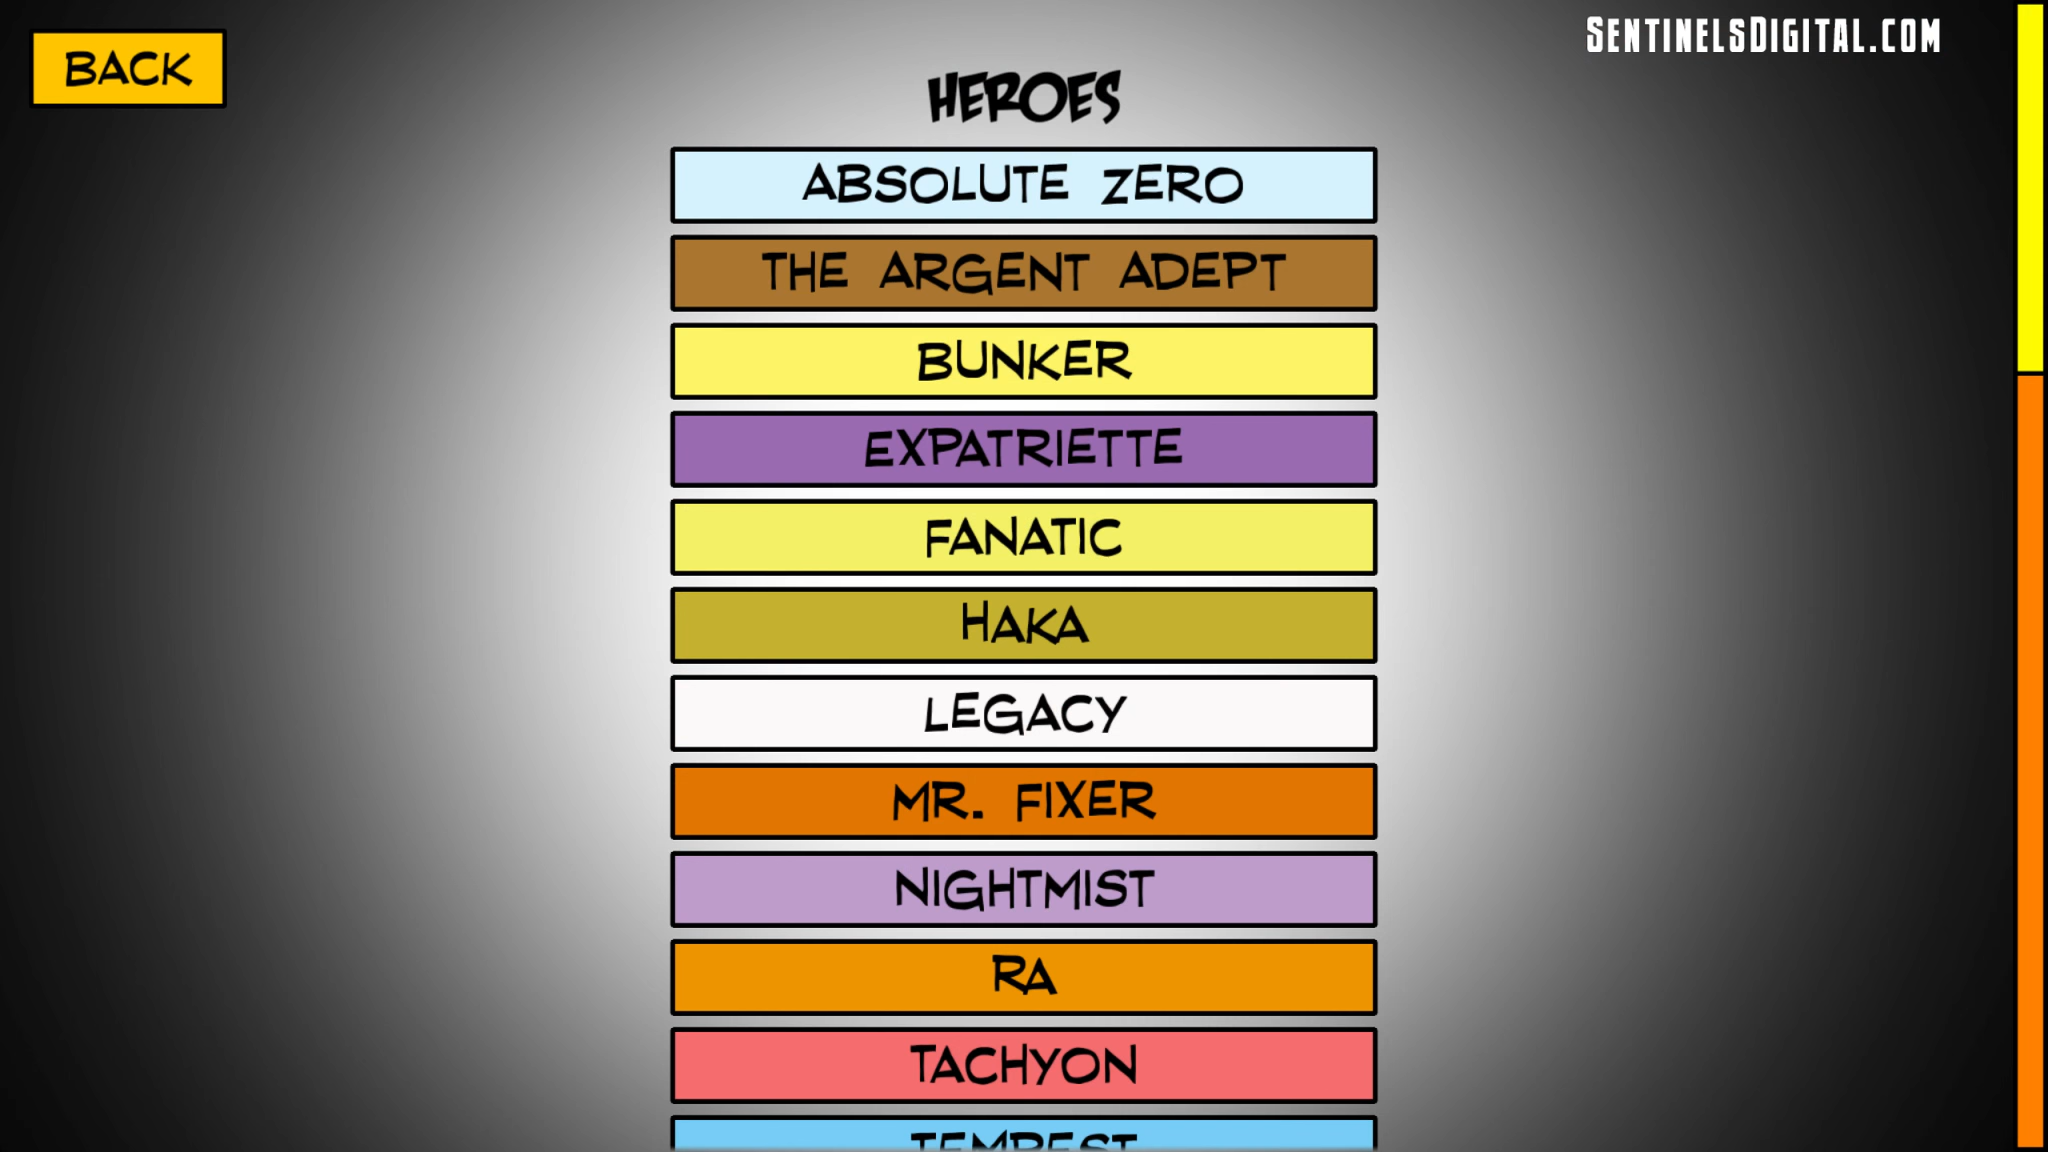 BACK
SENTINELSDIGITAL.COM
HEROES
ABSOLUTE ZERO
THE ARGENT ADEPT
BUNKER
EXPATRIETTE
FANATIC
HAKA
LEGACY
MR. FIXER
NIGHTMIST
RA
TACHYON
TEMPEST